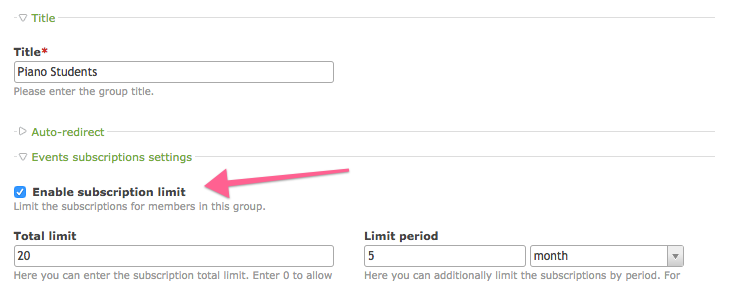 Title
Title*
Piano Students
Please enter the group title.
Auto-redirect
Events subscriptions settings
Enable subscription limit
Limit the subscriptions for members in this group.
Total limit Limit period
20 5 month
Here you can enter the subscription total limit. Enter 0 to allow Here you can additionally limit the subscriptions by period. For